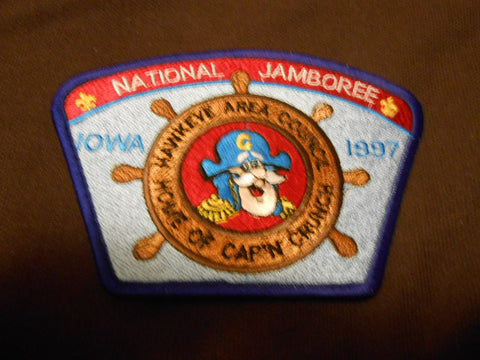 NATIONAL JAMBOREE
IOWA 1997
HAWKEYE AREA COUNCIL
HOME OF CAP'N CRUNCH
C